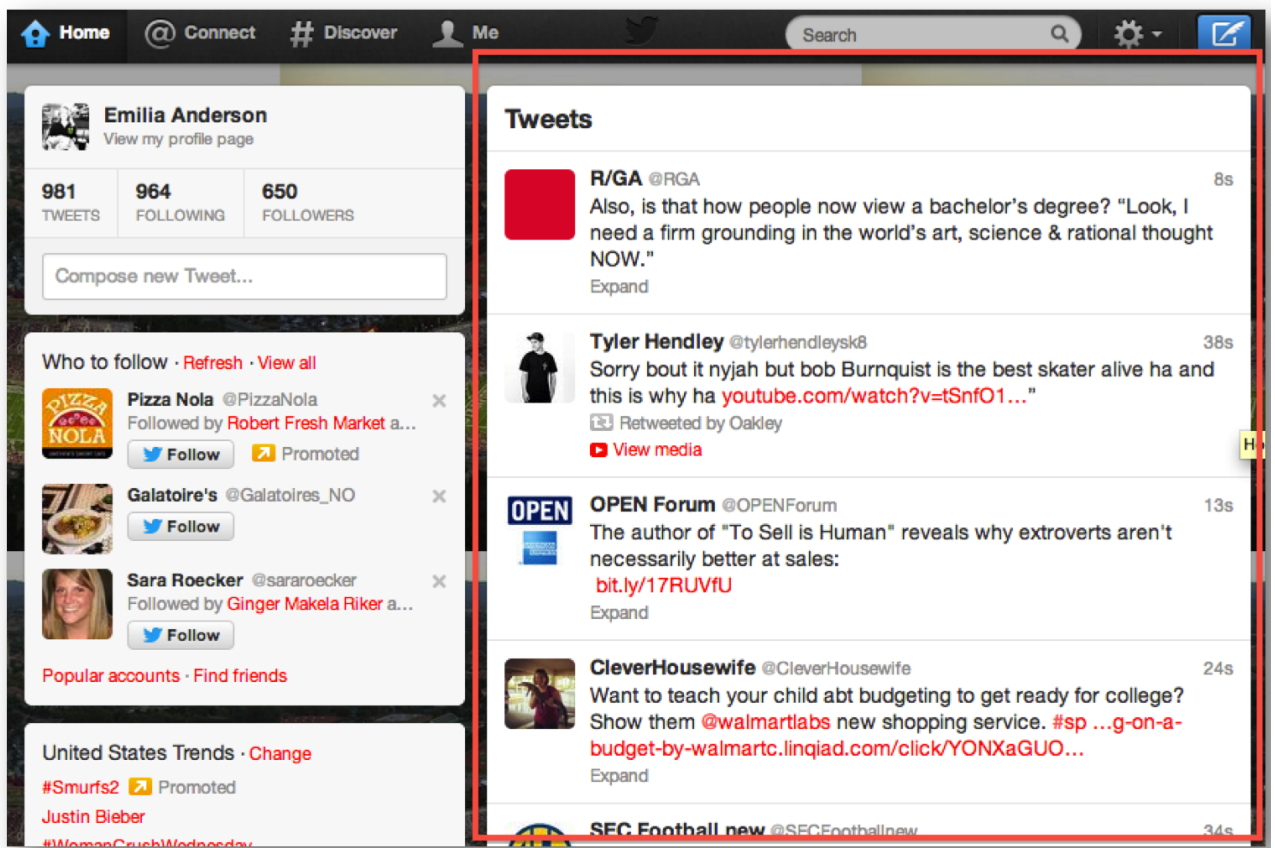 Home
Connect
Discover
Me
Search
Emilia Anderson
View my profile page
981
TWEETS
964
FOLLOWING
650
FOLLOWERS
Compose new Tweet...
Who to follow · Refresh · View all
PIZZA
NOLA
Pizza Nola @PizzaNola
Followed by Robert Fresh Market a...
Follow
Promoted
Galatoire's @Galatoires_NO
Follow
Sara Roecker @sararoecker
Followed by Ginger Makela Riker a...
Follow
Popular accounts · Find friends
United States Trends · Change
#Smurfs2 Promoted
Justin Bieber
#WomanCrushWednesday
Tweets
R/GA @RGA 8s
Also, is that how people now view a bachelor's degree? “Look, I
need a firm grounding in the world's art, science & rational thought
NOW."
Expand
Tyler Hendley @tylerhendleysk8 38s
Sorry bout it nyjah but bob Burnquist is the best skater alive ha and
this is why ha youtube.com/watch?v=tSnfO1..."
Retweeted by Oakley
View media
OPEN
OPEN Forum @OPENForum 13s
The author of "To Sell is Human" reveals why extroverts aren't
necessarily better at sales:
bit.ly/17RUVfU
Expand
CleverHousewife @CleverHousewife 24s
Want to teach your child abt budgeting to get ready for college?
Show them @walmartlabs new shopping service. #sp ...g-on-a-
budget-by-walmartc.linqiad.com/click/YONXaGUO...
Expand
SEC Football new @SECFootballnew 34s